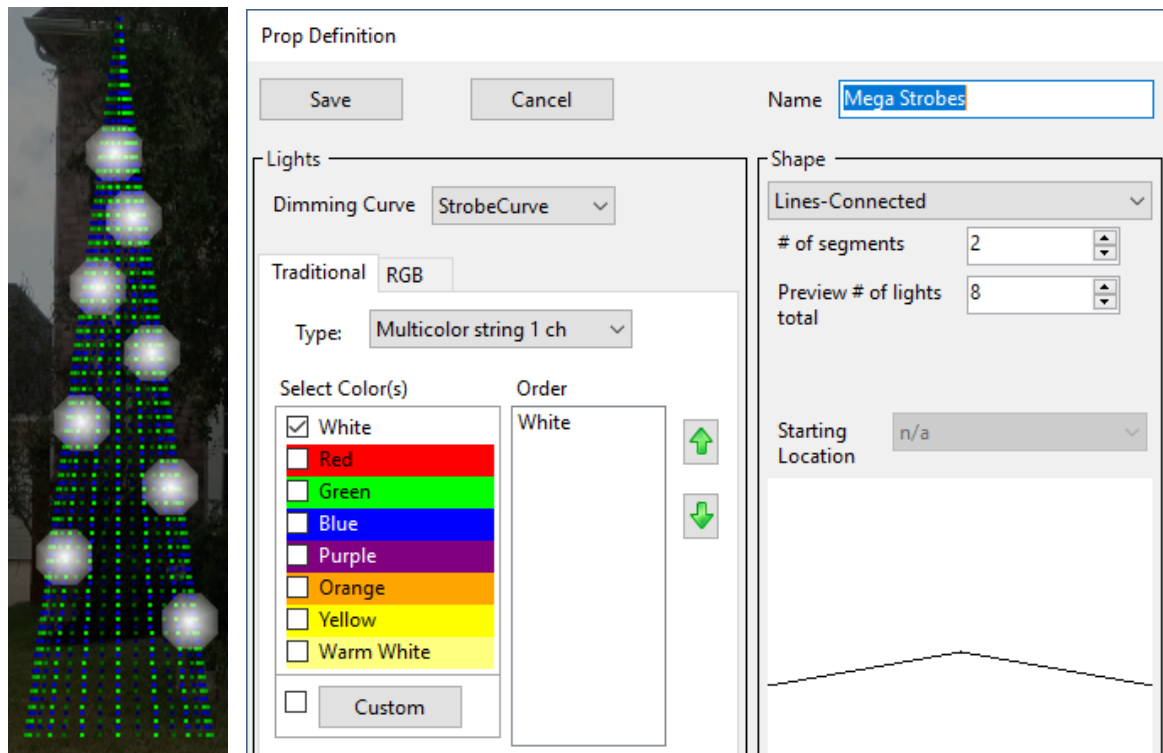 Prop Definition
Save
Cancel
Name
Mega Strobes
Lights
Dimming Curve
StrobeCurve
Traditional
RGB
Type:
Multicolor string 1 ch
Select Color(s)
Order
White
Red
Green
Blue
Purple
Orange
Yellow
Warm White
Custom
White
Shape
Lines-Connected
# of segments
2
Preview # of lights
total
8
Starting
Location
n/a